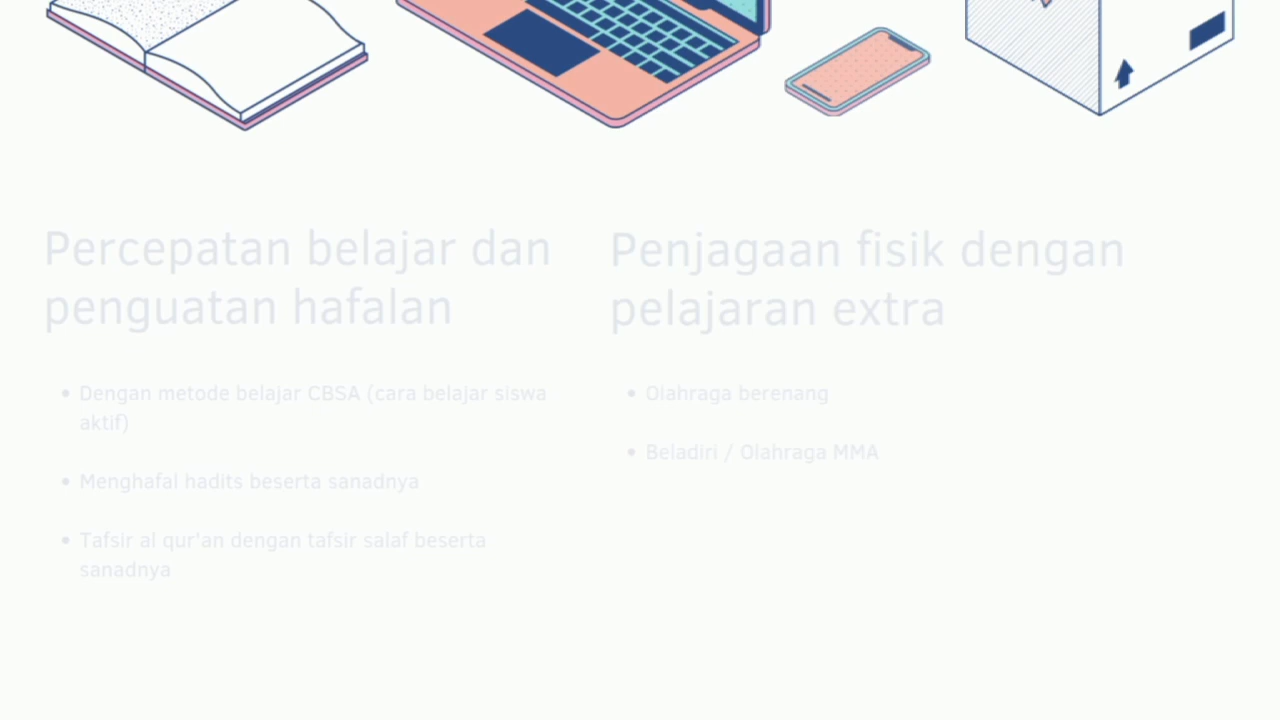 Percepatan belajar dan
penguatan hafalan
• Dengan metode belajar CBSA (cara belajar siswa
aktif)
• Menghafal hadits beserta sanadnya
• Tafsir al qur'an dengan tafsir salaf beserta
sanadnya
Penjagaan fisik dengan
pelajaran extra
• Olahraga berenang
• Beladiri / Olahraga MMA